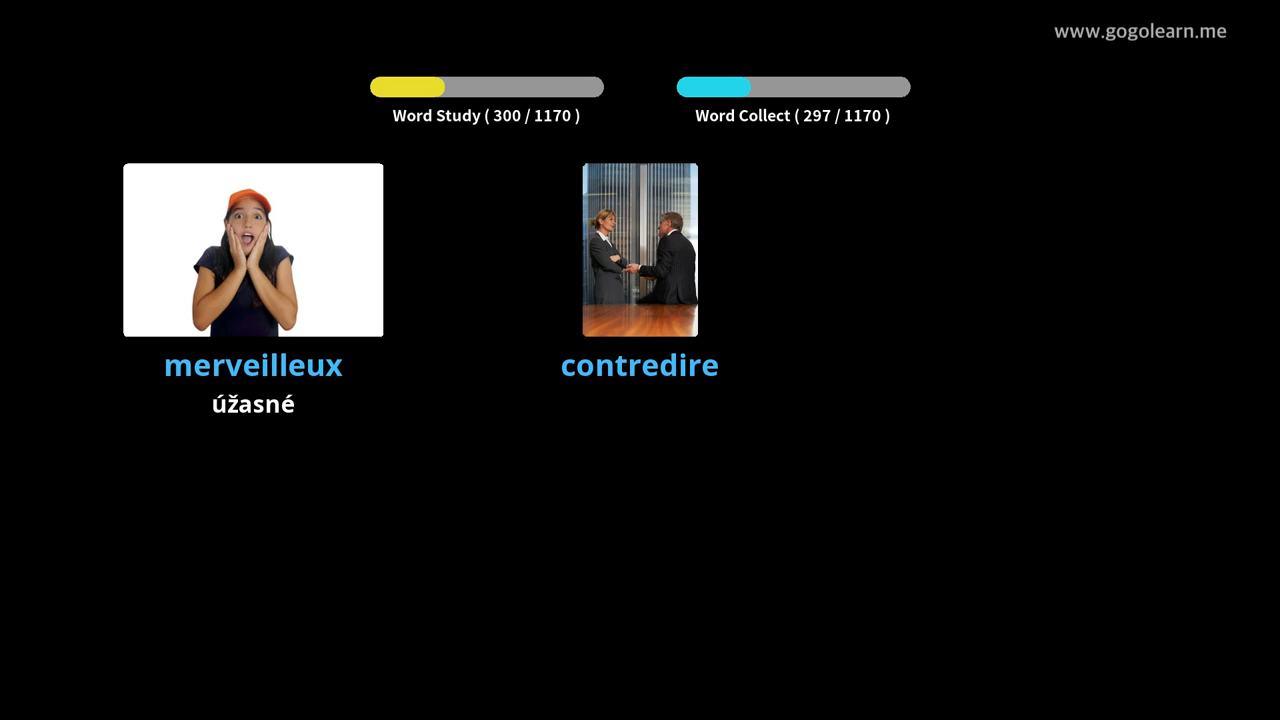 www.gogolearn.me
Word Study ( 300 / 1170 )
Word Collect ( 297 / 1170 )
merveilleux
úžasné
contredire